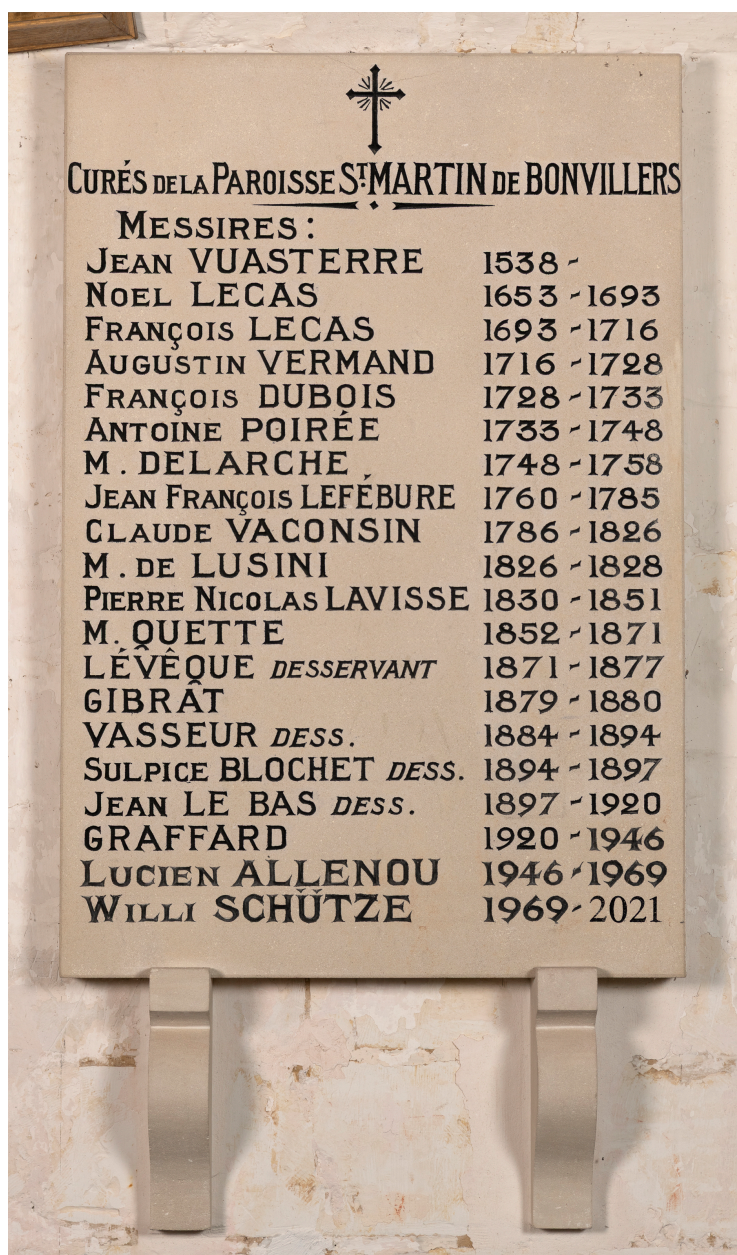 CURÉS DE LA PAROISSE ST MARTIN DE BONVILLERS
MESSIRES:
JEAN VUASTERRE 1538 -
NOEL LECAS 1653 - 1693
FRANÇOIS LECAS 1693 - 1716
AUGUSTIN VERMAND 1716 - 1728
FRANÇOIS DUBOIS 1728 - 1733
ANTOINE POIRÉE 1733 - 1748
M. DELARCHE 1748 - 1758
JEAN FRANÇOIS LEFÉBURE 1760 - 1785
CLAUDE VACONSIN 1786 - 1826
M. DE LUSINI 1826 - 1828
PIERRE NICOLAS LAVISSE 1830 - 1851
M. QUETTE 1852 - 1871
LÉVÊQUE DESSERVANT 1871 - 1877
GIBRÂT 1879 - 1880
VASSEUR DESS. 1884 - 1894
SULPICE BLOCHET DESS. 1894 - 1897
JEAN LE BAS DESS. 1897 - 1920
GRAFFARD 1920 - 1946
LUCIEN ALLENOU 1946 - 1969
WILLI SCHÜTZE 1969 - 2021